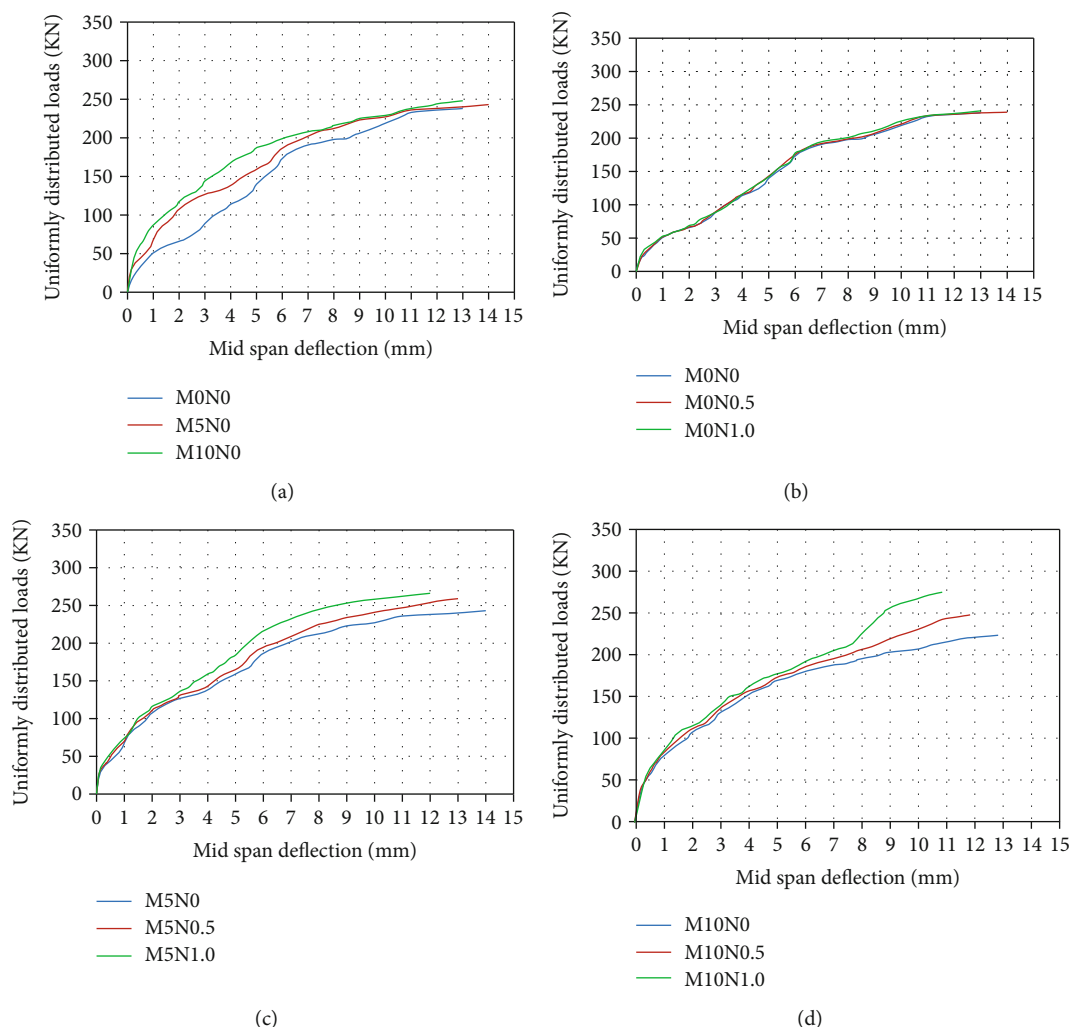 Uniformly distributed loads (KN)
350
300
250
200
150
100
50
0
0 1 2 3 4 5 6 7 8 9 10 11 12 13 14 15
Mid span deflection (mm)
M0N0
M5N0
M10N0
(a)
Uniformly distributed loads (KN)
350
300
250
200
150
100
50
0
0 1 2 3 4 5 6 7 8 9 10 11 12 13 14 15
Mid span deflection (mm)
M0N0
M0N0.5
M0N1.0
(b)
Uniformly distributed loads (KN)
350
300
250
200
150
100
50
0
0 1 2 3 4 5 6 7 8 9 10 11 12 13 14 15
Mid span deflection (mm)
M5N0
M5N0.5
M5N1.0
(c)
Uniformly distributed loads (KN)
350
300
250
200
150
100
50
0
0 1 2 3 4 5 6 7 8 9 10 11 12 13 14 15
Mid span deflection (mm)
M10N0
M10N0.5
M10N1.0
(d)